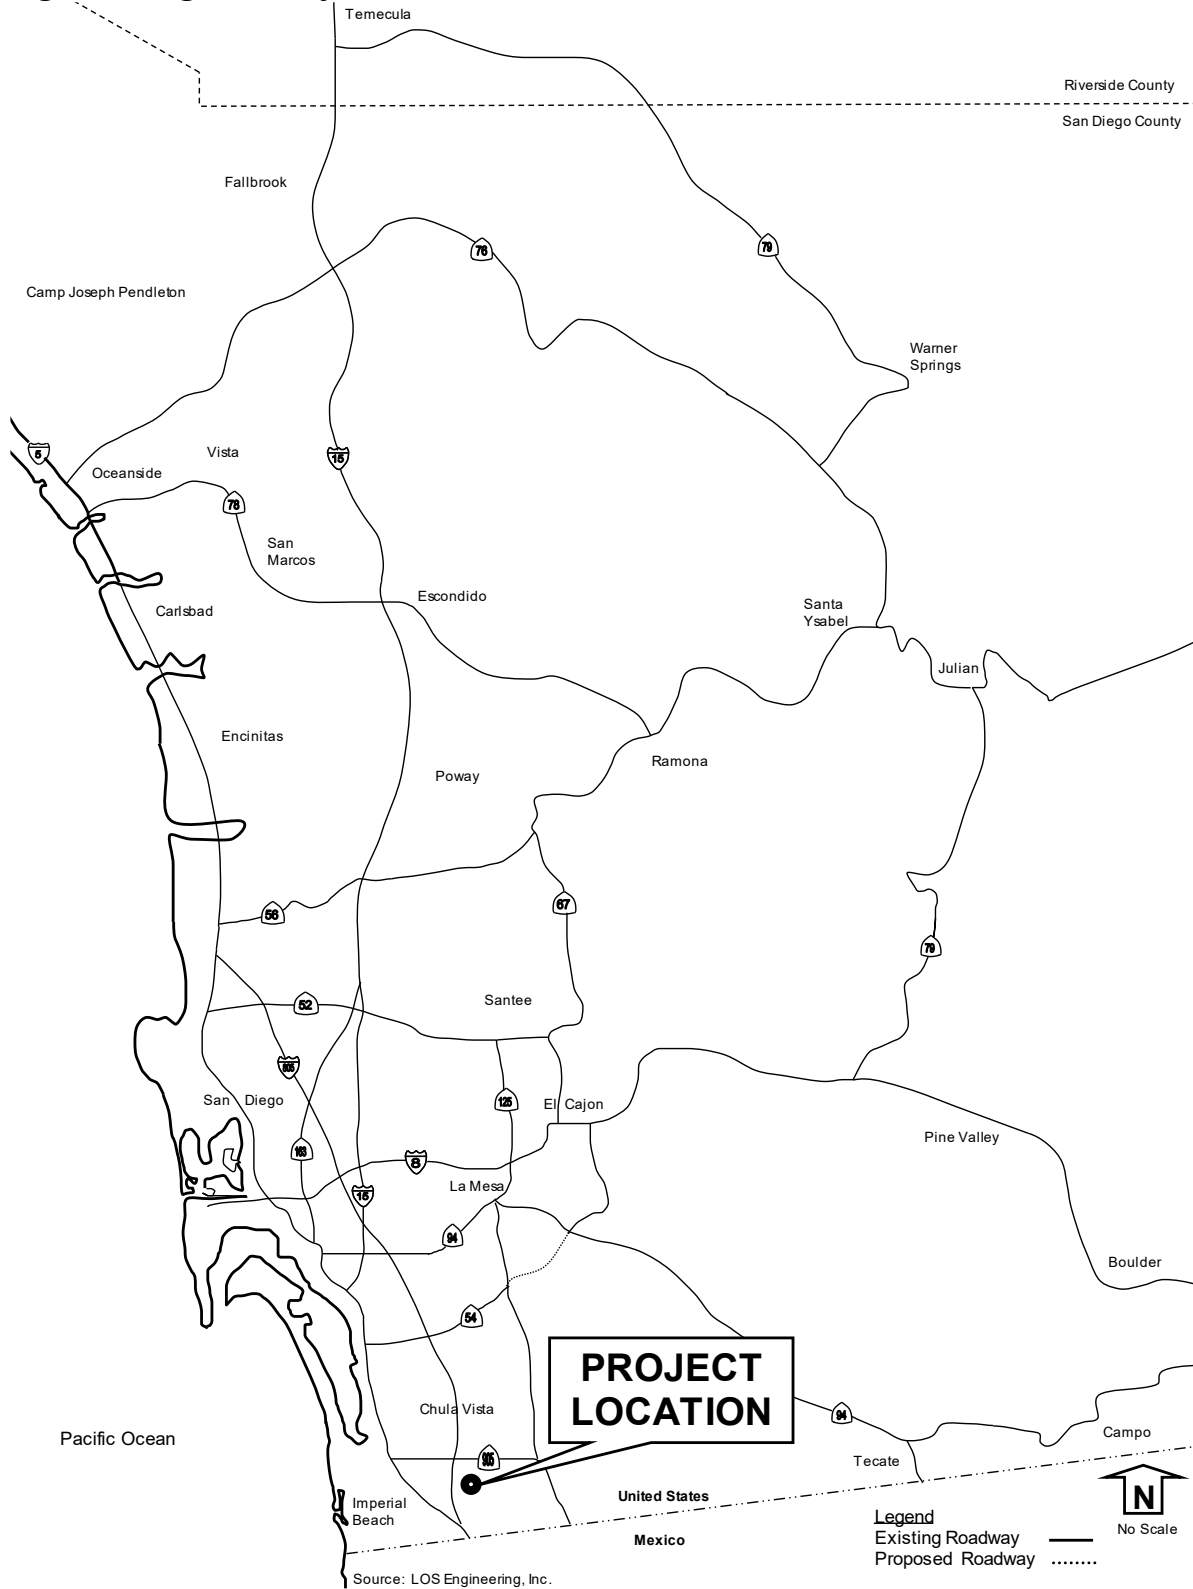 Temecula
Riverside County
San Diego County
Fallbrook
76
79
Camp Joseph Pendleton
Warner
Springs
5
Vista
15
Oceanside
78
San
Marcos
Escondido
Santa
Ysabel
Carlsbad
Julian
Encinitas
Ramona
Poway
67
56
79
Santee
52
805
San Diego
125
El Cajon
Pine Valley
163
8
La Mesa
15
94
Boulder
54
PROJECT
LOCATION
Chula Vista
94
Pacific Ocean
Campo
905
Tecate
United States
Imperial
Beach
N
Mexico
No Scale
Legend
Existing Roadway
Proposed Roadway
Source: LOS Engineering, Inc.